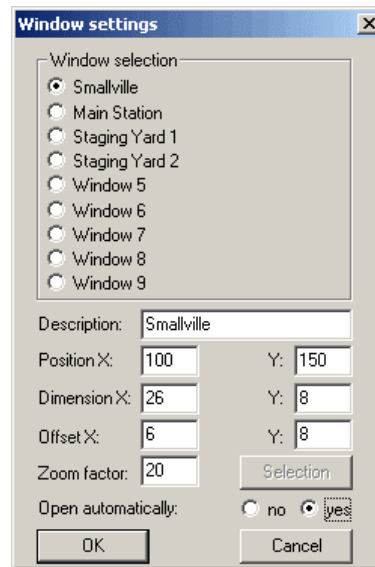 Window settings
Window selection
Smallville
Main Station
Staging Yard 1
Staging Yard 2
Window 5
Window 6
Window 7
Window 8
Window 9
Description: Smallville
Position X: 100 Y: 150
Dimension X: 26 Y: 8
Offset X: 6 Y: 8
Zoom factor: 20 Selection
Open automatically: no yes
OK Cancel